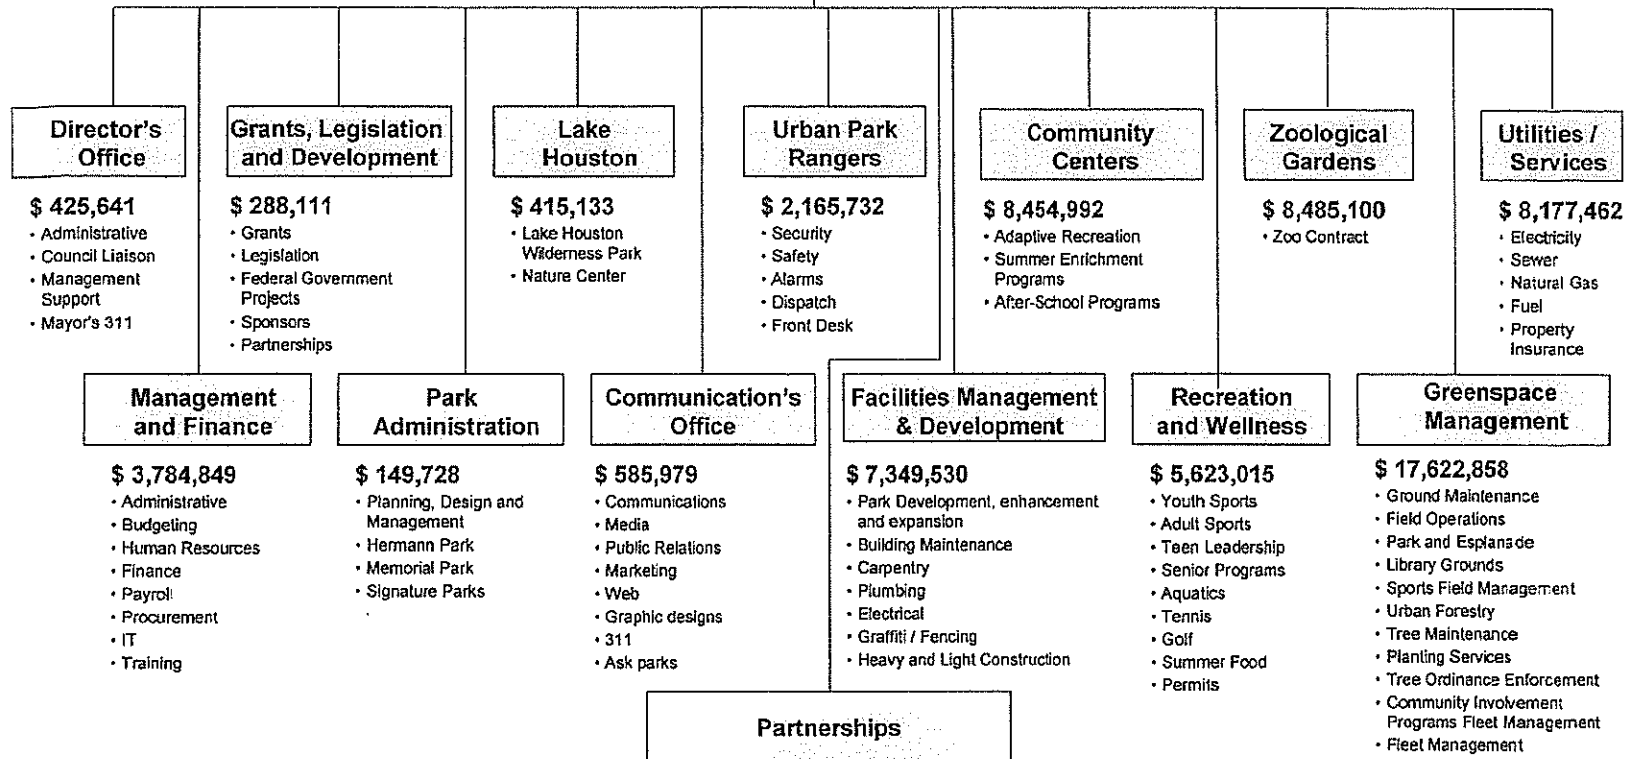 Director's
Office
$ 425,641
• Administrative
• Council Liaison
• Management
Support
• Mayor's 311
Grants, Legislation
and Development
$ 288,111
• Grants
• Legislation
• Federal Government
Projects
• Sponsors
• Partnerships
Lake
Houston
$ 415,133
• Lake Houston
Wilderness Park
• Nature Center
Urban Park
Rangers
$ 2,165,732
• Security
• Safety
• Alarms
• Dispatch
• Front Desk
Community
Centers
$ 8,454,992
• Adaptive Recreation
• Summer Enrichment
Programs
• After-School Programs
Zoological
Gardens
$ 8,485,100
• Zoo Contract
Utilities /
Services
$ 8,177,462
• Electricity
• Sewer
• Natural Gas
• Fuel
• Property
Insurance
Management
and Finance
$ 3,784,849
• Administrative
• Budgeting
• Human Resources
• Finance
• Payroll
• Procurement
• IT
• Training
Park
Administration
$ 149,728
• Planning, Design and
Management
• Hermann Park
• Memorial Park
• Signature Parks
Communication's
Office
$ 585,979
• Communications
• Media
• Public Relations
• Marketing
• Web
• Graphic designs
• 311
• Ask parks
Facilities Management
& Development
$ 7,349,530
• Park Development, enhancement
and expansion
• Building Maintenance
• Carpentry
• Plumbing
• Electrical
• Graffiti / Fencing
• Heavy and Light Construction
Recreation
and Wellness
$ 5,623,015
• Youth Sports
• Adult Sports
• Teen Leadership
• Senior Programs
• Aquatics
• Tennis
• Golf
• Summer Food
• Permits
Greenspace
Management
$ 17,622,858
• Ground Maintenance
• Field Operations
• Park and Esplanade
• Library Grounds
• Sports Field Management
• Urban Forestry
• Tree Maintenance
• Planting Services
• Tree Ordinance Enforcement
• Community Involvement
Programs Fleet Management
• Fleet Management
Partnerships